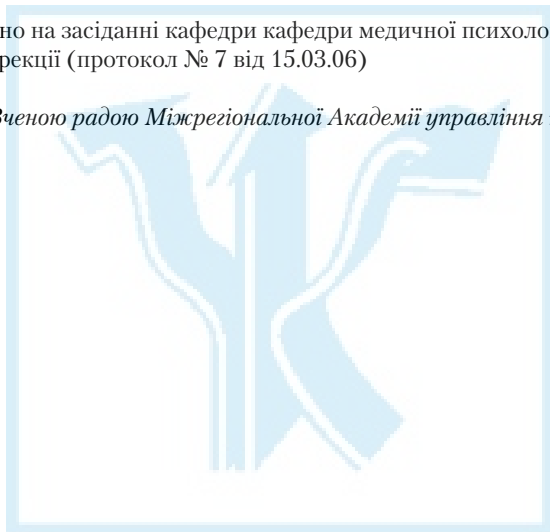 но на засіданні кафедри кафедри медичної психоло
рекції (протокол № 7 від 15.03.06)
Вченою радою Міжрегіональної Академії управління